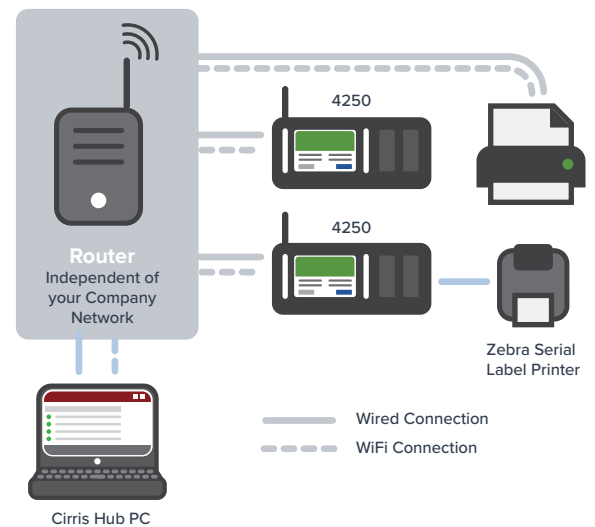 4250
Router
Independent of
your Company
Network
4250
Zebra Serial
Label Printer
Wired Connection
WiFi Connection
Cirris Hub PC